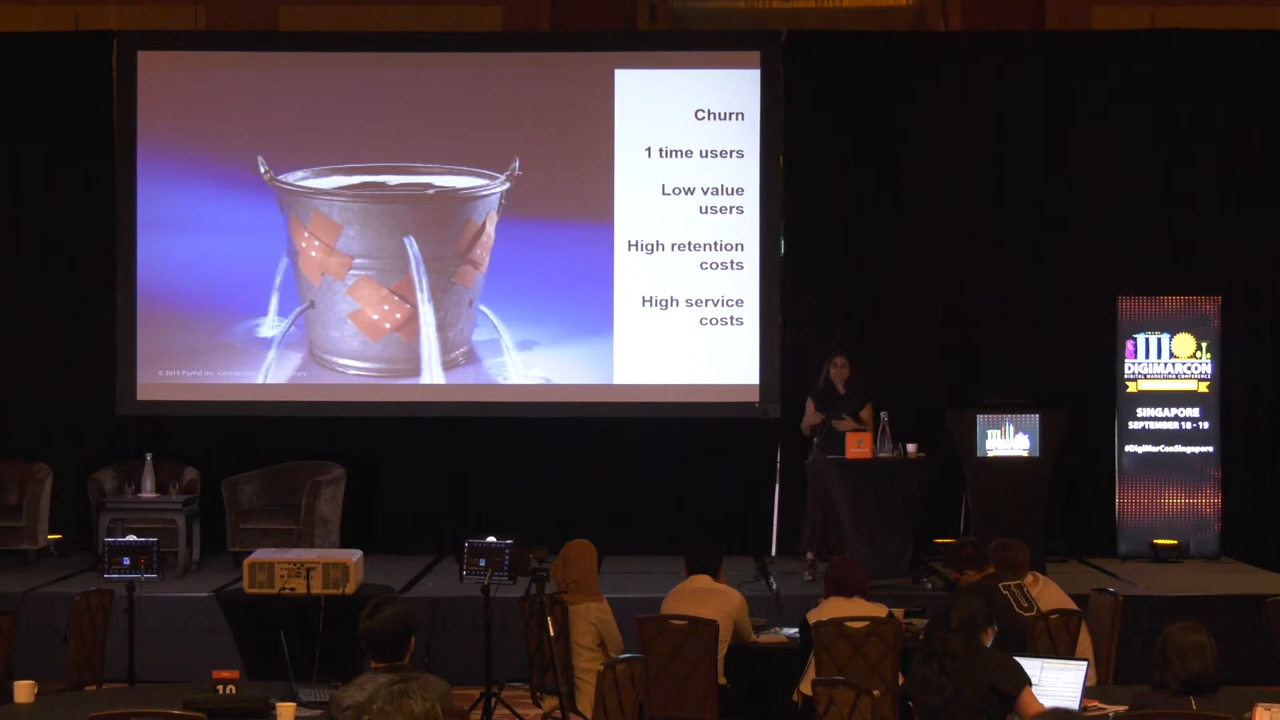 Churn
1 time users
Low value
users
High retention
costs
High service
costs
© 2019 PayPal Inc. Confidential
DIGIMARCON
DIGITAL MARKETING CONFERENCE
SINGAPORE
SEPTEMBER 18 - 19
#DigiMarConSingapore
U
10